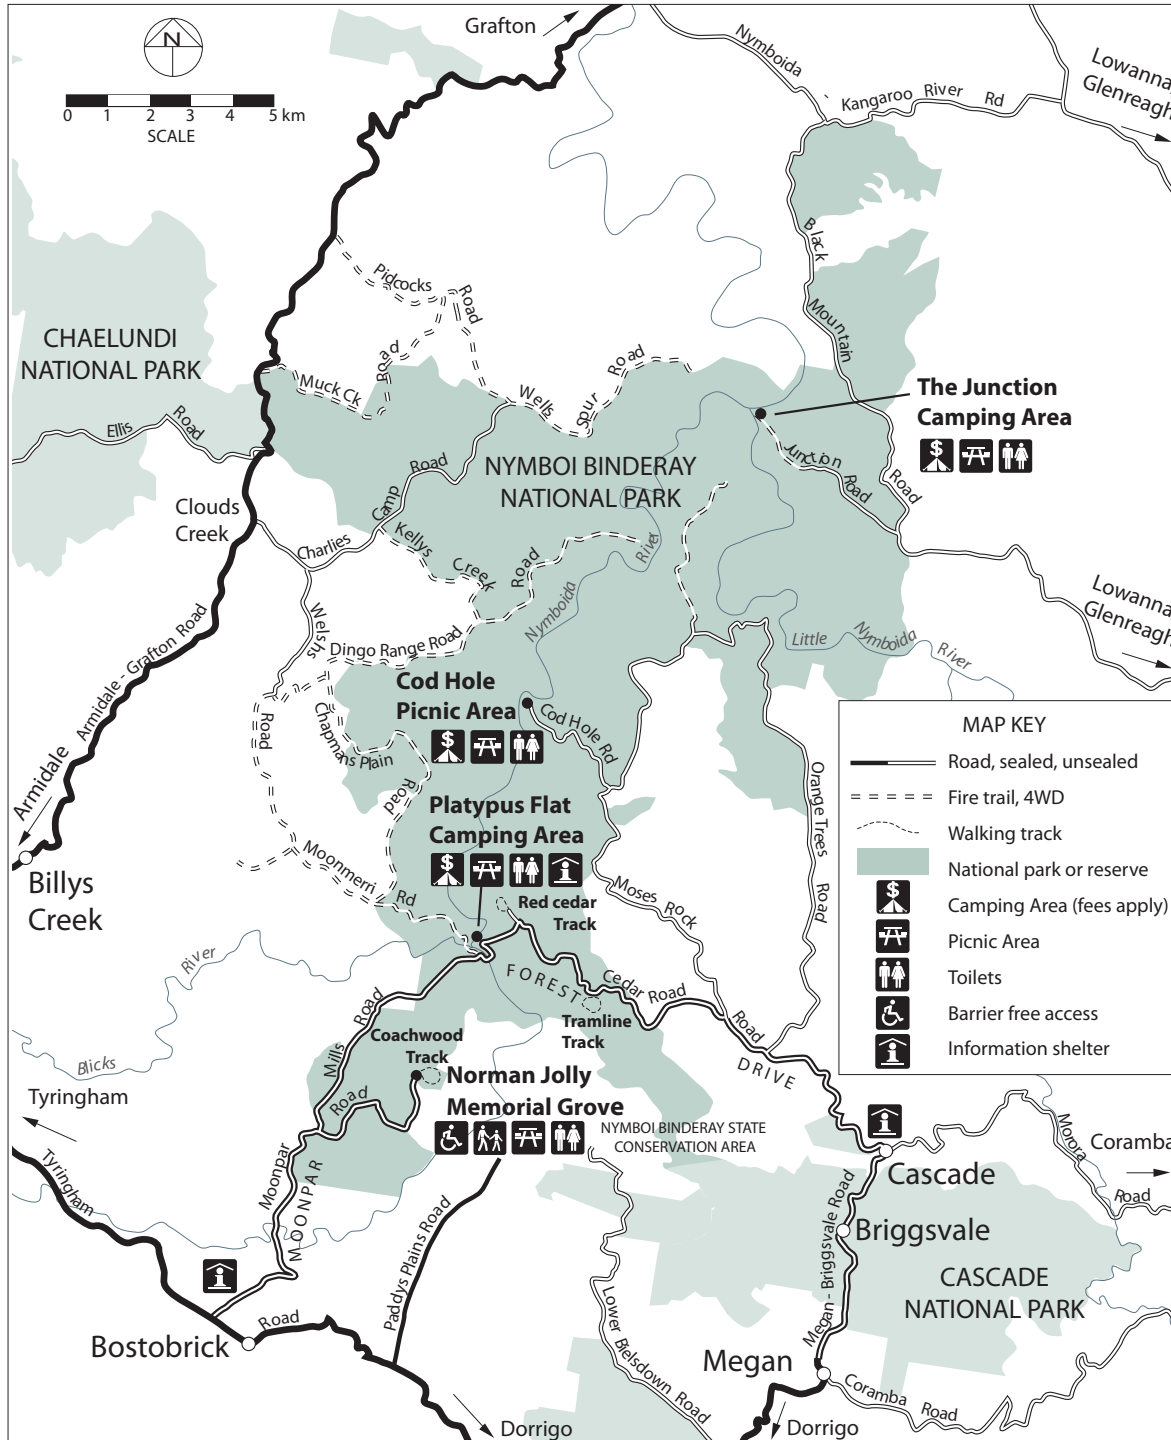 Grafton
N
0 1 2 3 4 5 km
SCALE
Nymboida - Kangaroo River Rd
Lowanna,
Glenreagh
Black Mountain Road
Pidcocks Road
CHAELUNDI
NATIONAL PARK
Muck Ck Road
Wells Spur Road
Ellis Road
The Junction
Camping Area
$
Junction Road
NYMBOI BINDERAY
NATIONAL PARK
Clouds
Creek
Charlies Camp Road
Kellys Creek Road
Nymboida River
Welshs Road
Dingo Range Road
Little Nymboida River
Lowanna,
Glenreagh
Armidale - Grafton Road
Armidale
Cod Hole
Picnic Area
$
Cod Hole Rd
Chapmans Plain Road
Orange Trees Road
Platypus Flat
Camping Area
$
Moonmerri Rd
Red cedar
Track
Moses Rock Road
Billys
Creek
MAP KEY
Road, sealed, unsealed
Fire trail, 4WD
Walking track
National park or reserve
$
Camping Area (fees apply)
Picnic Area
Toilets
Barrier free access
Information shelter
Blicks River
FOREST DRIVE
Cedar Road
Tramline
Track
Coachwood
Track
Moonpar Mills Road
Road
MOONPAR
Norman Jolly
Memorial Grove
NYMBOI BINDERAY STATE
CONSERVATION AREA
Tyringham
Tyringham Road
Morora Road
Coramba
Cascade
Briggsvale
Megan - Briggsvale Road
CASCADE
NATIONAL PARK
Paddys Plains Road
Lower Bielsdown Road
Bostobrick
Megan
Coramba Road
Dorrigo
Dorrigo